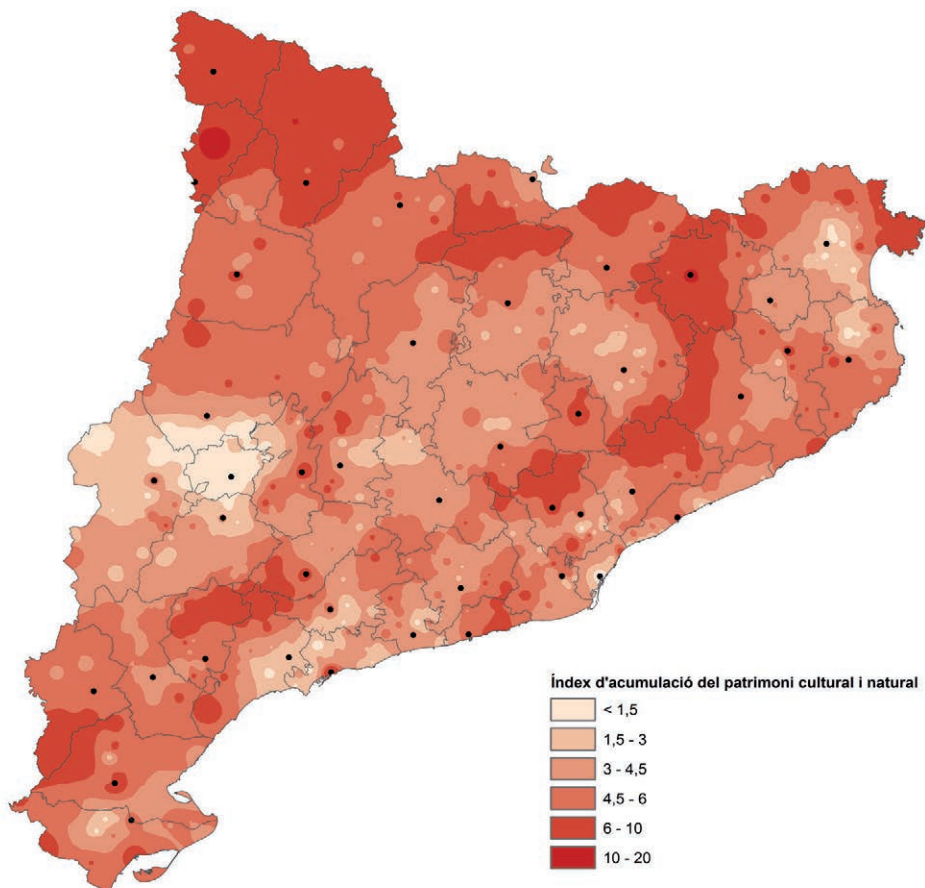 Índex d'acumulació del patrimoni cultural i natural
< 1,5
1,5 - 3
3 - 4,5
4,5 - 6
6 - 10
10 - 20